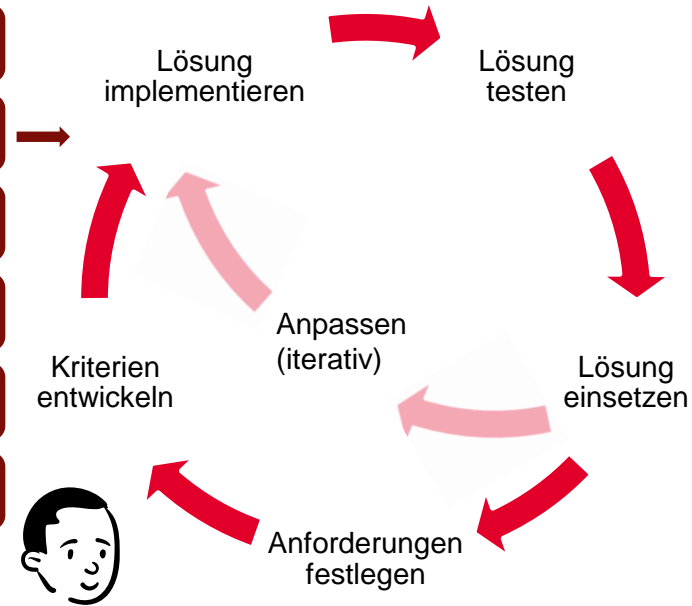 Lösung
implementieren
Lösung
testen
Anpassen
(iterativ)
Kriterien
entwickeln
Lösung
einsetzen
Anforderungen
festlegen